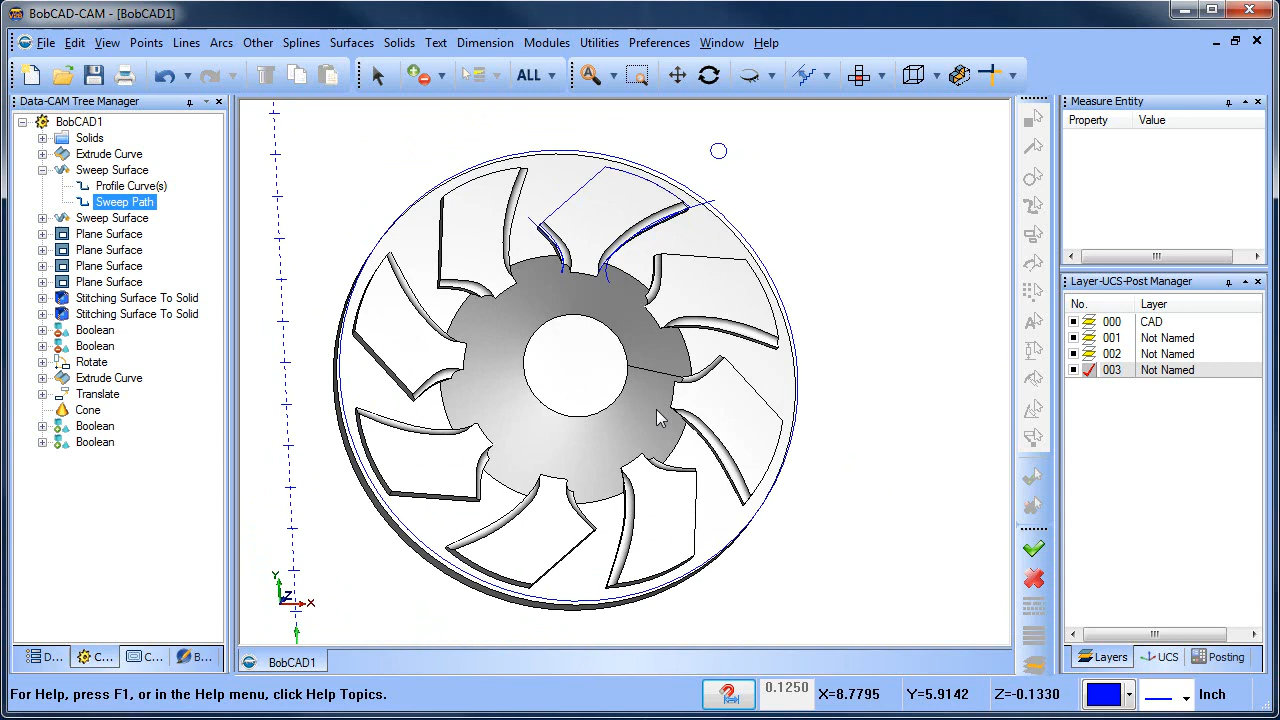 BobCAD-CAM - [BobCAD1]
File Edit View Points Lines Arcs Other Splines Surfaces Solids Text Dimension Modules Utilities Preferences Window Help
ALL
Data-CAM Tree Manager
BobCAD1
Solids
Extrude Curve
Sweep Surface
Profile Curve(s)
Sweep Path
Sweep Surface
Plane Surface
Plane Surface
Plane Surface
Plane Surface
Stitching Surface To Solid
Stitching Surface To Solid
Boolean
Boolean
Rotate
Extrude Curve
Translate
Cone
Boolean
Boolean
D... C... C... B...
Y
Z
X
BobCAD1
Measure Entity
Property Value
Layer-UCS-Post Manager
No. Layer
000 CAD
001 Not Named
002 Not Named
003 Not Named
Layers UCS Posting
For Help, press F1, or in the Help menu, click Help Topics.
0.1250 X=8.7795 Y=5.9142 Z=-0.1330 Inch